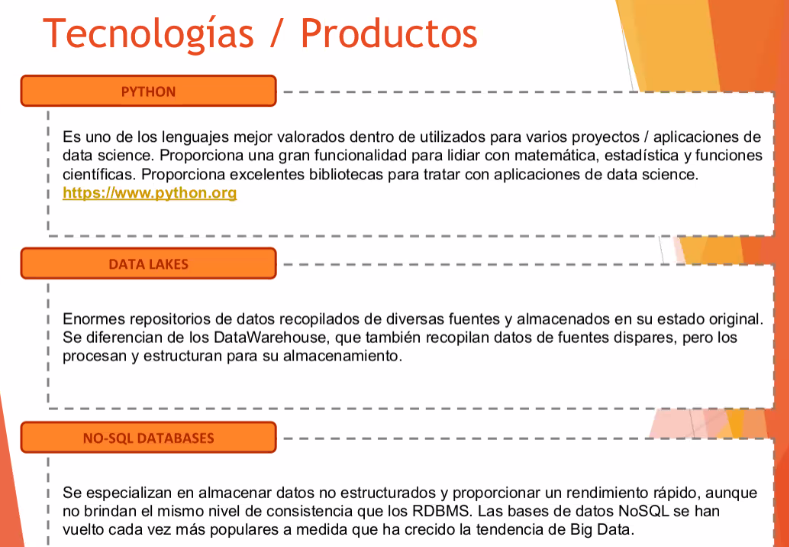 Tecnologías / Productos
PYTHON
Es uno de los lenguajes mejor valorados dentro de utilizados para varios proyectos / aplicaciones de
data science. Proporciona una gran funcionalidad para lidiar con matemática, estadística y funciones
científicas. Proporciona excelentes bibliotecas para tratar con aplicaciones de data science.
https://www.python.org
DATA LAKES
Enormes repositorios de datos recopilados de diversas fuentes y almacenados en su estado original.
Se diferencian de los DataWarehouse, que también recopilan datos de fuentes dispares, pero los
procesan y estructuran para su almacenamiento.
NO-SQL DATABASES
Se especializan en almacenar datos no estructurados y proporcionar un rendimiento rápido, aunque
no brindan el mismo nivel de consistencia que los RDBMS. Las bases de datos NoSQL se han
vuelto cada vez más populares a medida que ha crecido la tendencia de Big Data.